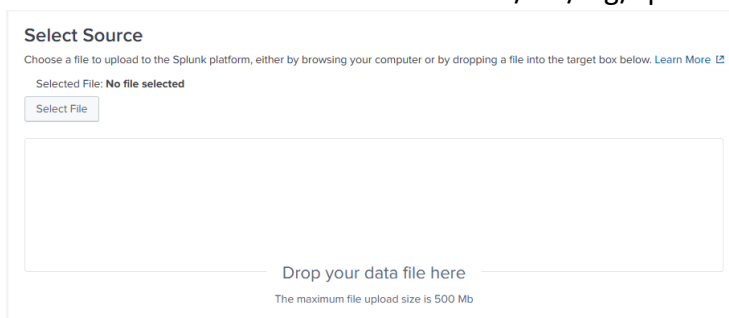 Select Source
Choose a file to upload to the Splunk platform, either by browsing your computer or by dropping a file into the target box below. Learn More
Selected File: No file selected
Select File
Drop your data file here
The maximum file upload size is 500 Mb